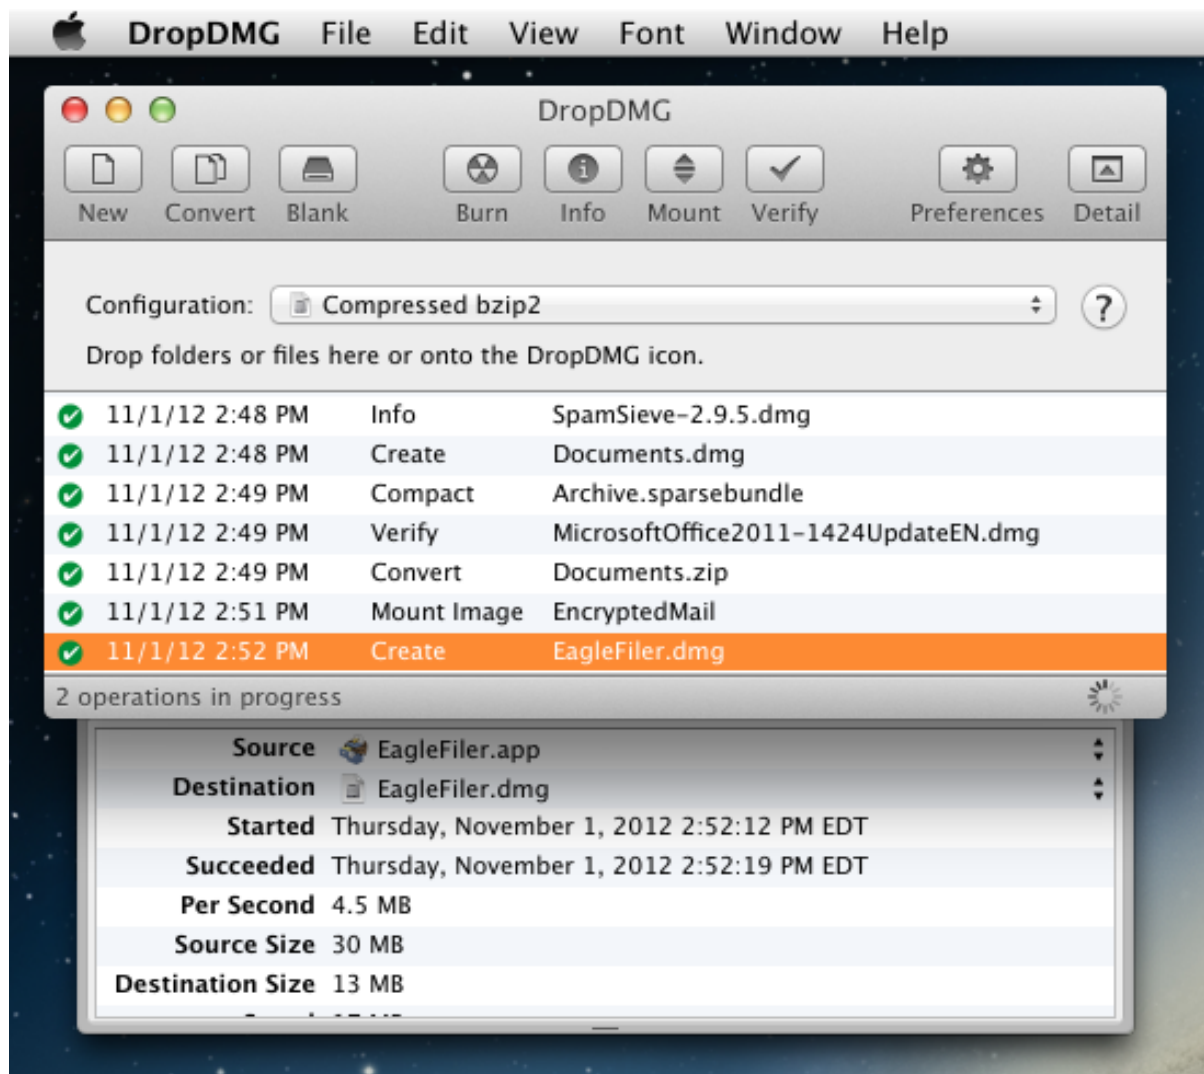 DropDMG File Edit View Font Window Help
DropDMG
New Convert Blank Burn Info Mount Verify Preferences Detail
Configuration: Compressed bzip2 ?
Drop folders or files here or onto the DropDMG icon.
11/1/12 2:48 PM Info SpamSieve-2.9.5.dmg
11/1/12 2:48 PM Create Documents.dmg
11/1/12 2:49 PM Compact Archive.sparsebundle
11/1/12 2:49 PM Verify MicrosoftOffice2011-1424UpdateEN.dmg
11/1/12 2:49 PM Convert Documents.zip
11/1/12 2:51 PM Mount Image EncryptedMail
11/1/12 2:52 PM Create EagleFiler.dmg
2 operations in progress
Source EagleFiler.app
Destination EagleFiler.dmg
Started Thursday, November 1, 2012 2:52:12 PM EDT
Succeeded Thursday, November 1, 2012 2:52:19 PM EDT
Per Second 4.5 MB
Source Size 30 MB
Destination Size 13 MB